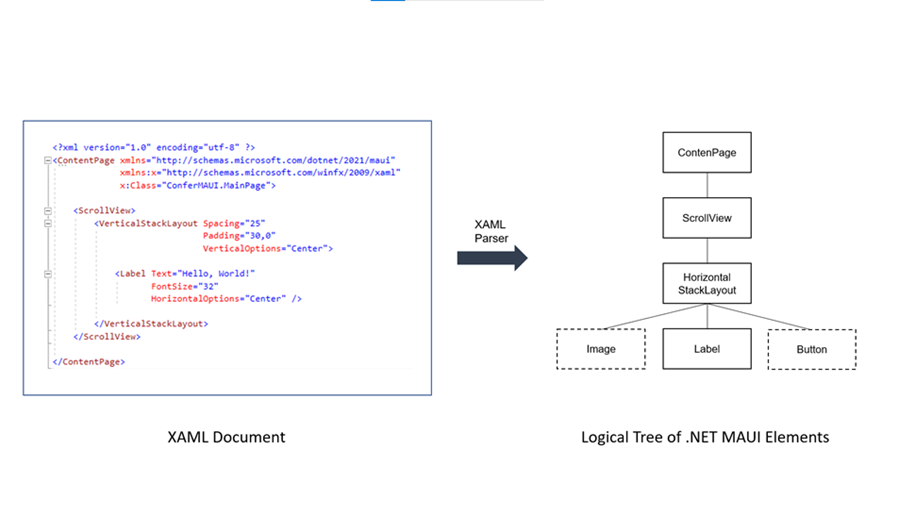 <?xml version="1.0" encoding="utf-8" ?>
<ContentPage xmlns="http://schemas.microsoft.com/dotnet/2021/maui"
xmlns:x="http://schemas.microsoft.com/winfx/2009/xaml"
x:Class="ConferMAUI.MainPage">
<ScrollView>
<VerticalStackLayout Spacing="25"
Padding="30,0"
VerticalOptions="Center">
<Label Text="Hello, World!"
FontSize="32"
HorizontalOptions="Center" />
</VerticalStackLayout>
</ScrollView>
</ContentPage>
XAML Document
XAML
Parser
ContenPage
ScrollView
Horizontal
StackLayout
Image
Label
Button
Logical Tree of .NET MAUI Elements